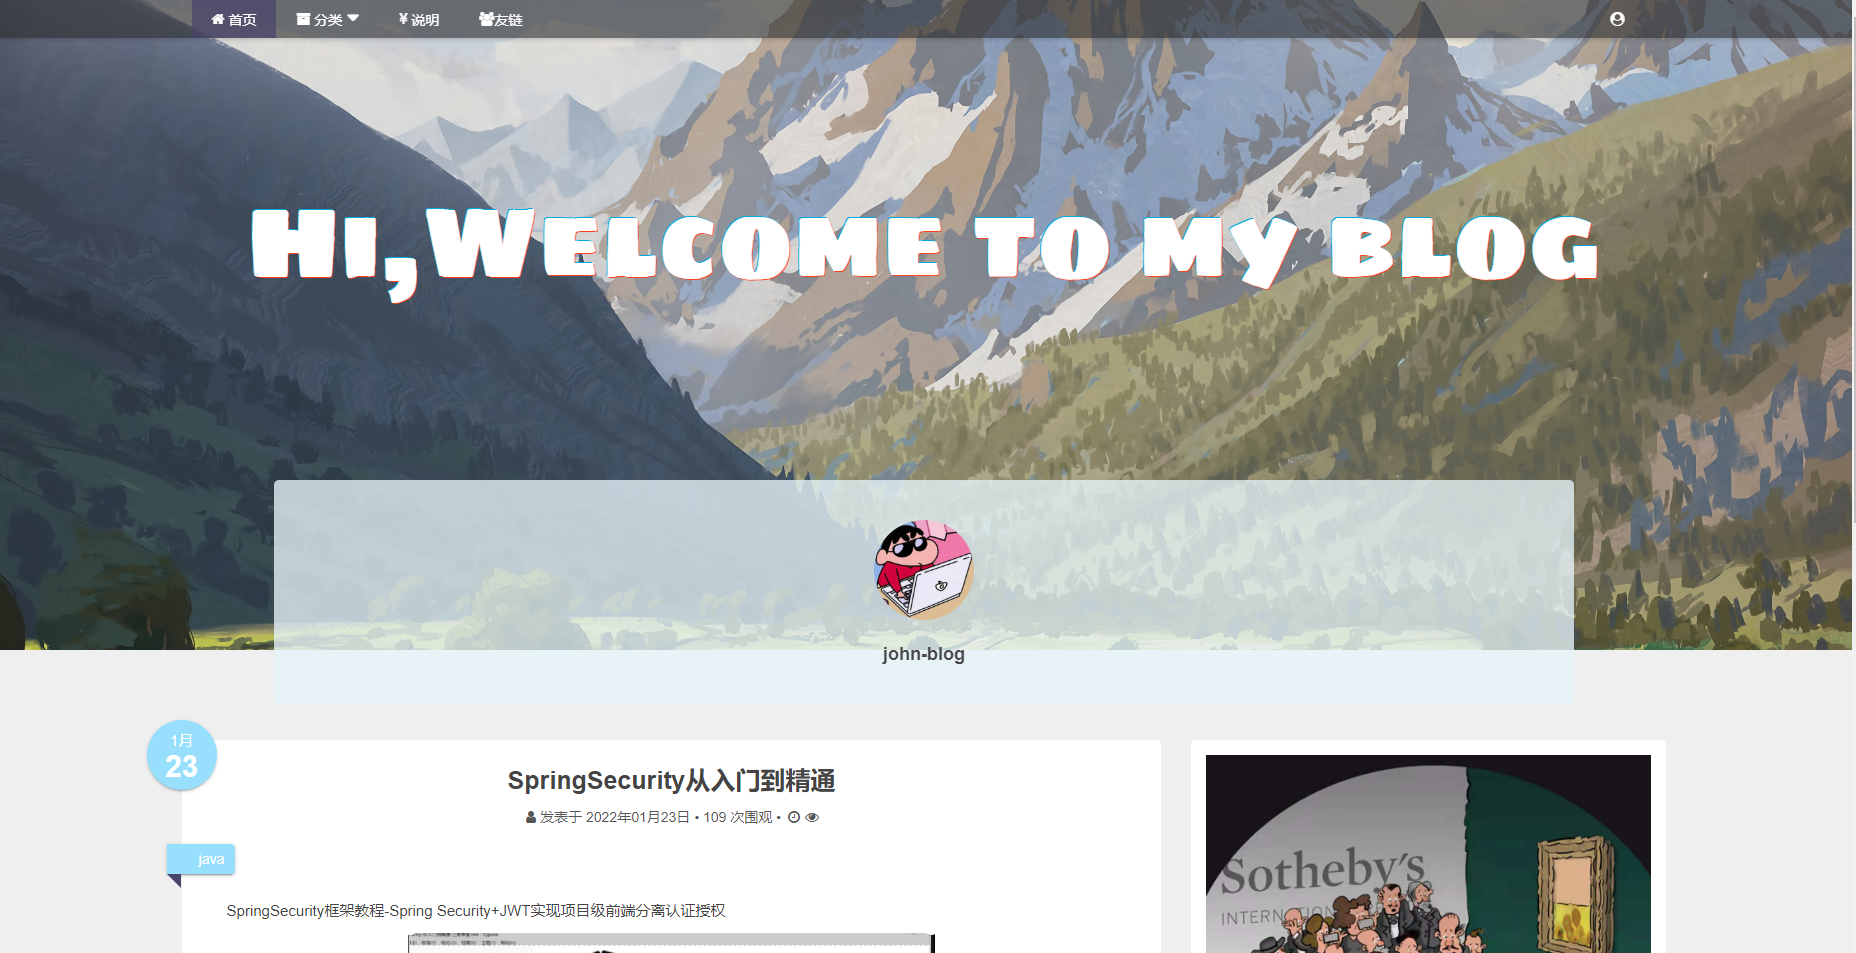 首页 分类 说明 友链
Hi,Welcome to my blog
john-blog
1月
23
SpringSecurity从入门到精通
发表于 2022年01月23日 • 109 次围观 •
java
SpringSecurity框架教程-Spring Security+JWT实现项目级前端分离认证授权
Sotheby's